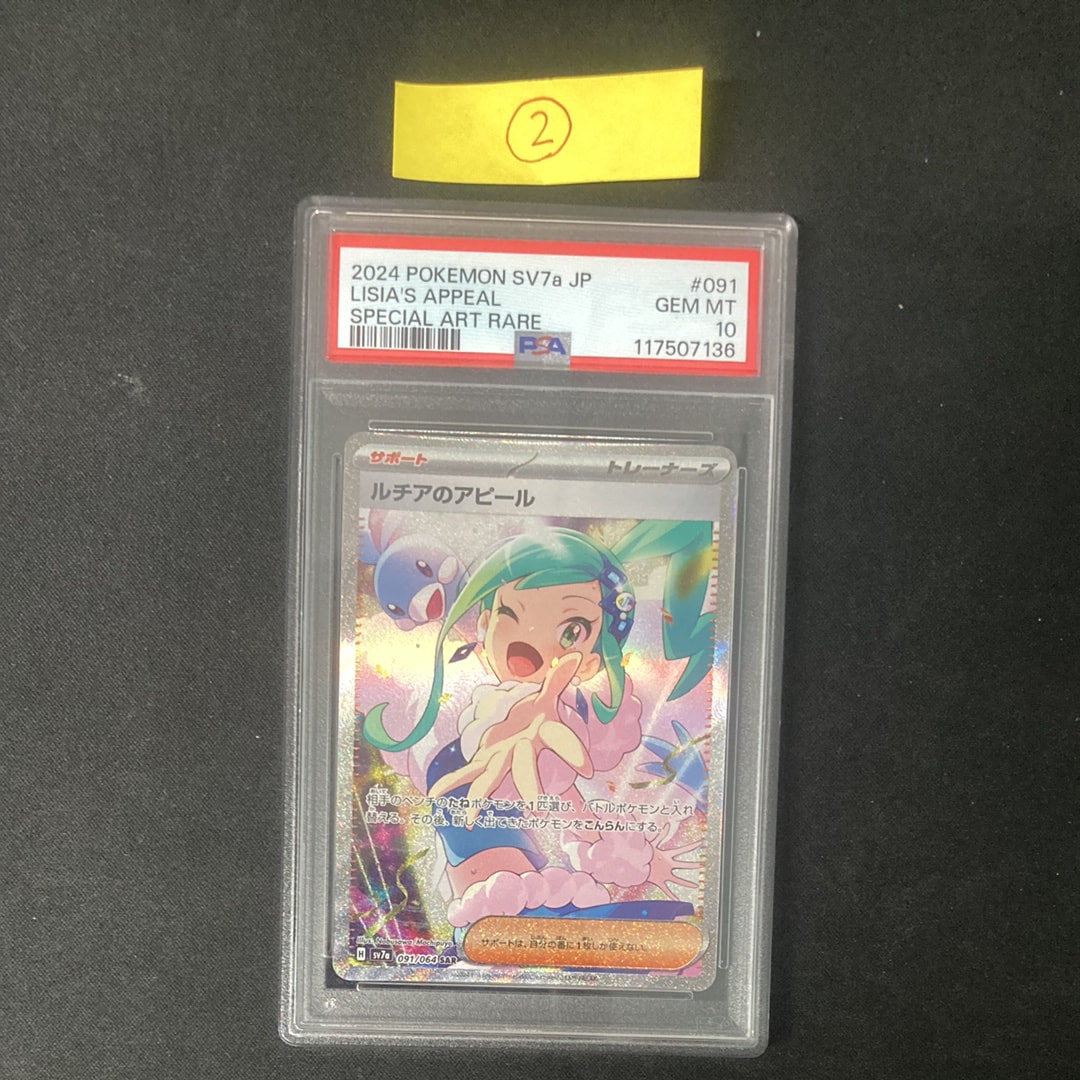 ②
2024 POKEMON SV7a JP #091
LISIA'S APPEAL GEM MT
SPECIAL ART RARE 10
PSA 117507136
サポート トレーナーズ
ルチアのアピール
相手のベンチのたねポケモンを1匹選び、バトルポケモンと入れ
替える。その後、新しく出てきたポケモンをこんらんにする。
サポートは、自分の番に1枚しか使えない。
Illus. Nobusawa/Mochipuyo
H sv7a 091/064 SAR